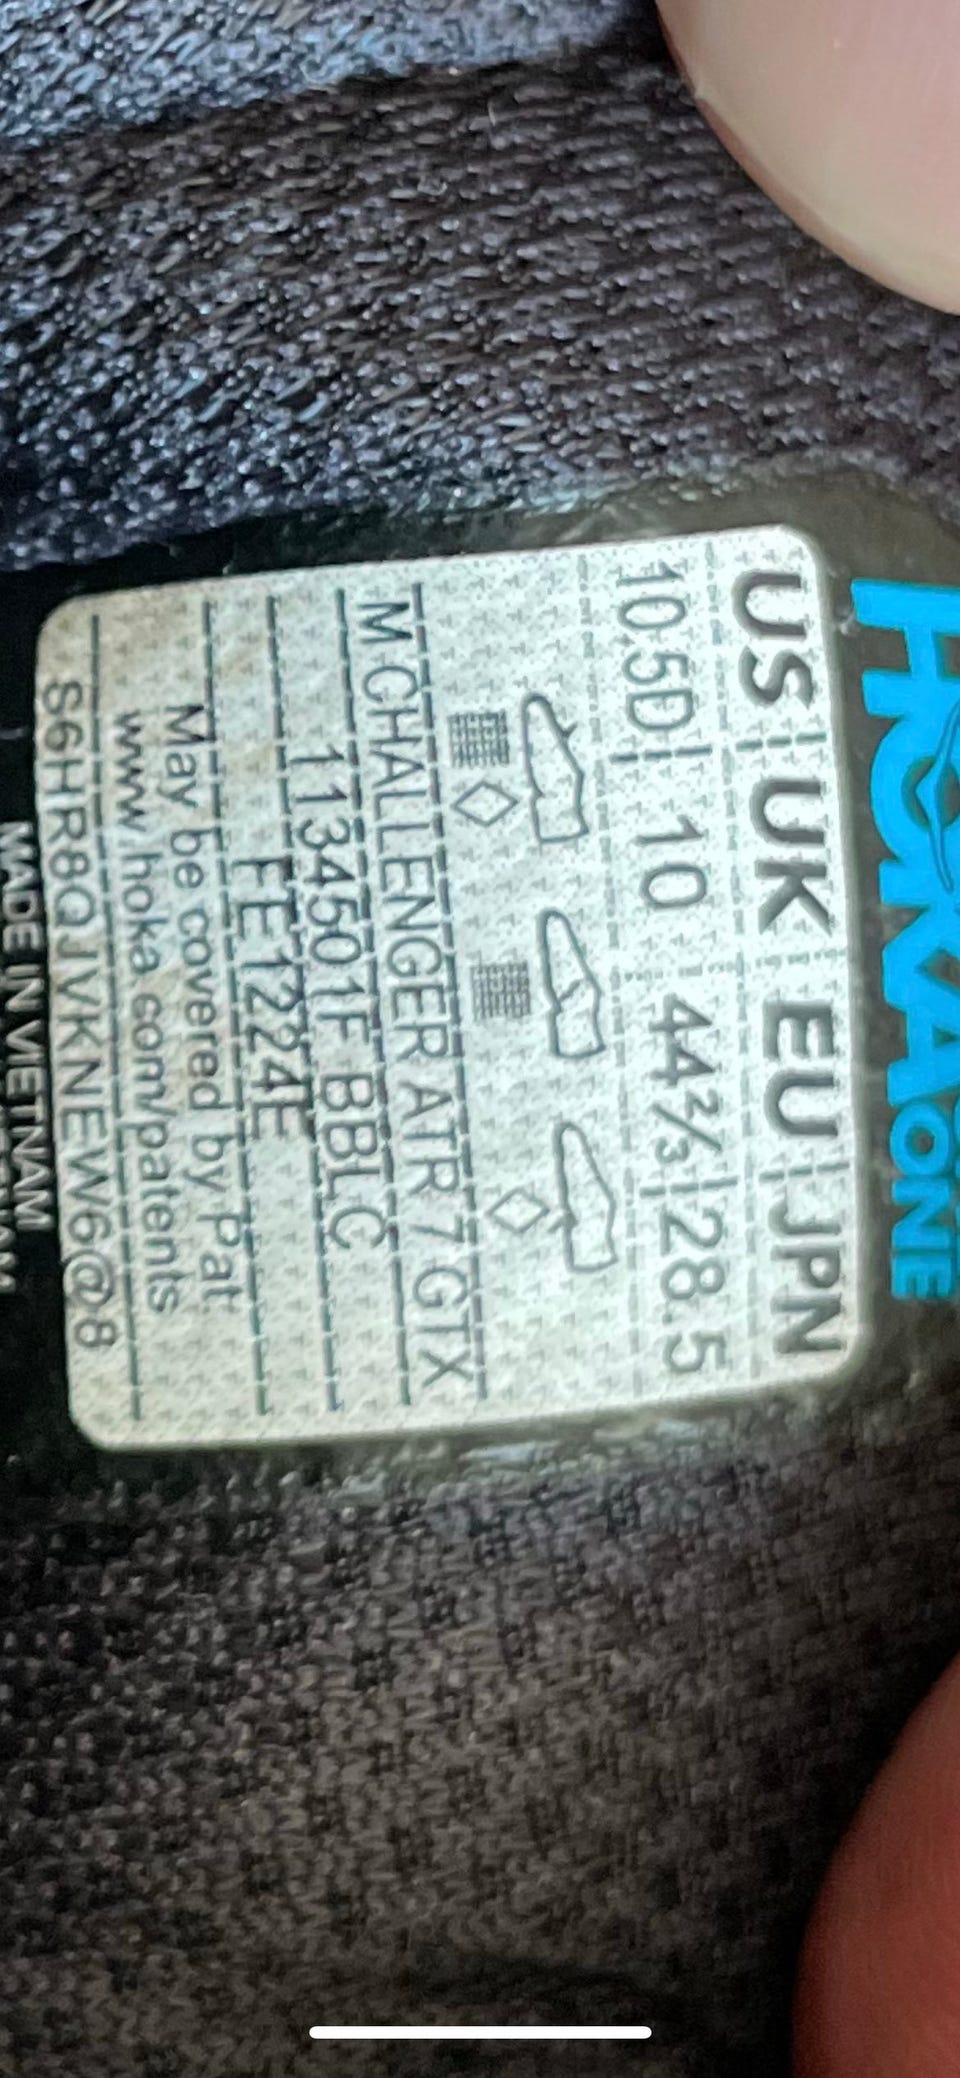 HOKA ONE
US UK EU JPN
10.5D 10 44⅔ 28.5
M CHALLENGER ATR 7 GTX
1134501F BBLC
FE1224E
May be covered by Pat
www.hoka.com/patents
S6HR8QJVKNEW6@8
MADE IN VIETNAM